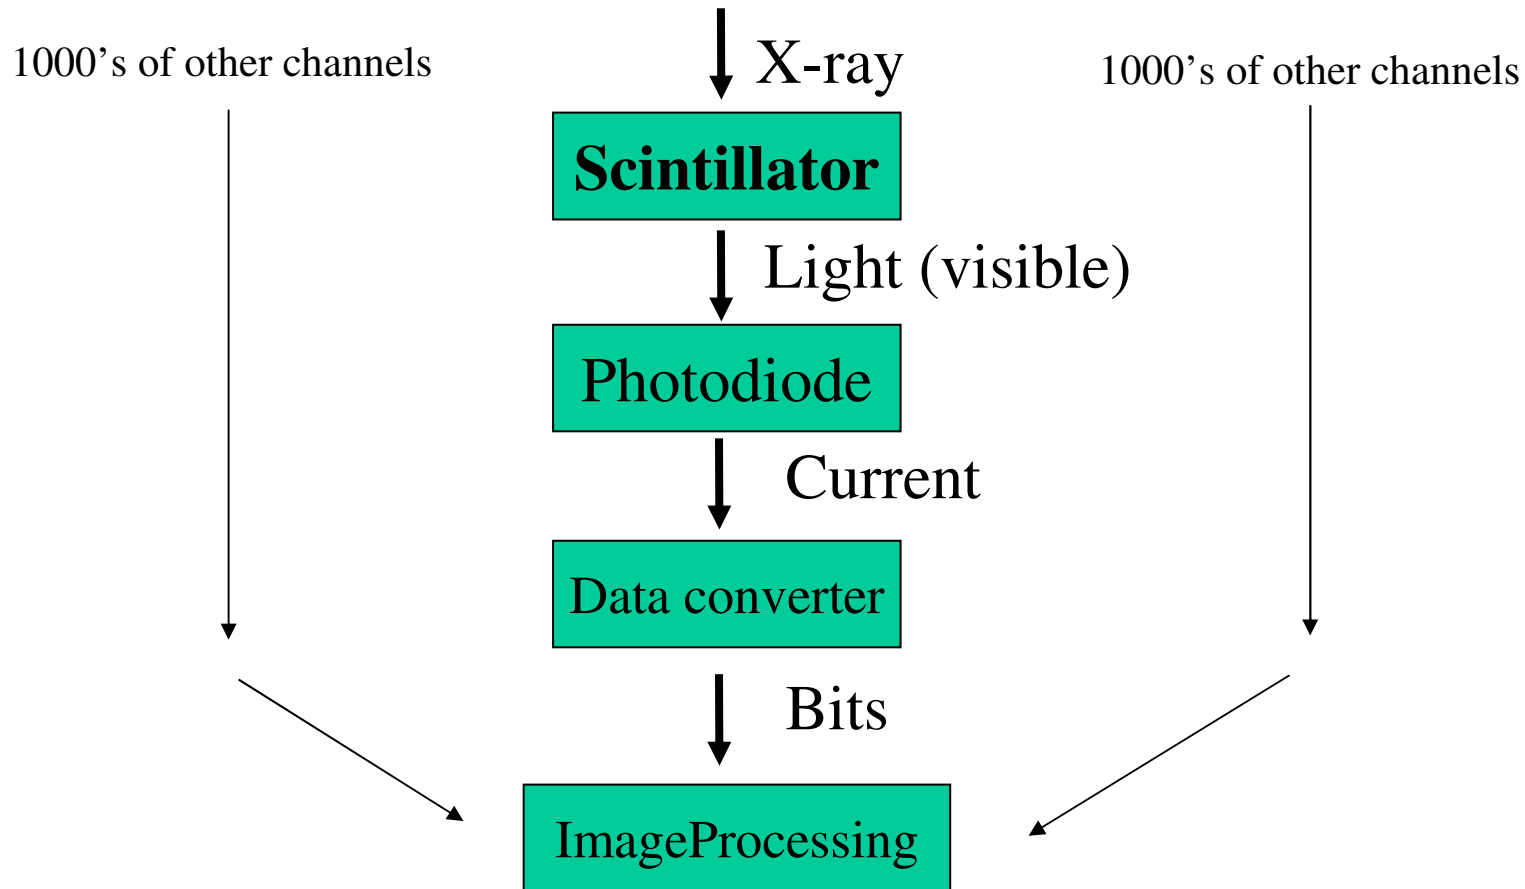 1000’s of other channels
X-ray
1000’s of other channels
Scintillator
Light (visible)
Photodiode
Current
Data converter
Bits
ImageProcessing